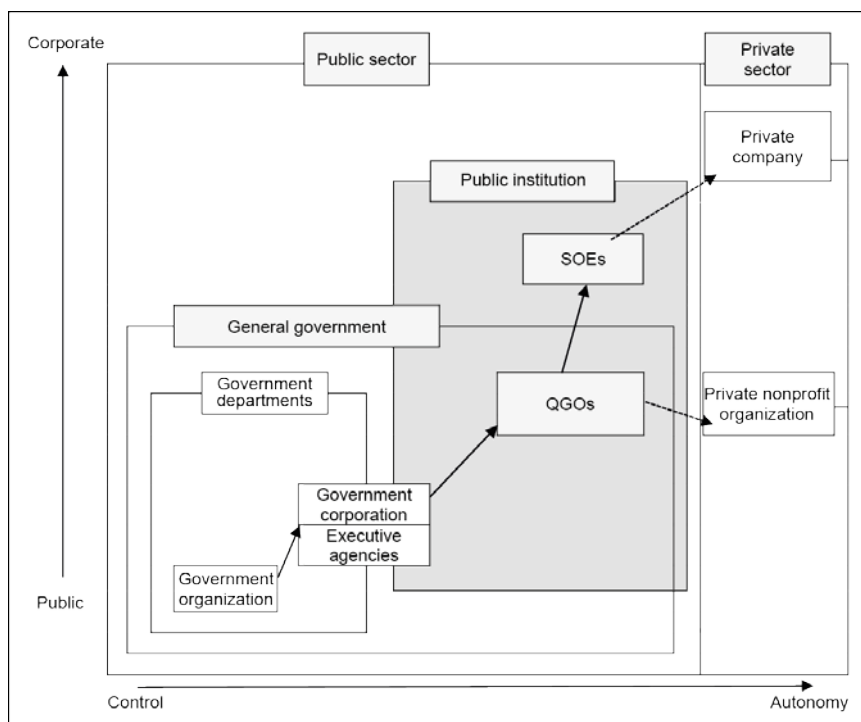 Corporate
Public sector
Private
sector
Private
company
Public institution
SOEs
General government
Government
departments
QGOs
Private nonprofit
organization
Government
corporation
Executive
agencies
Government
organization
Public
Control
Autonomy